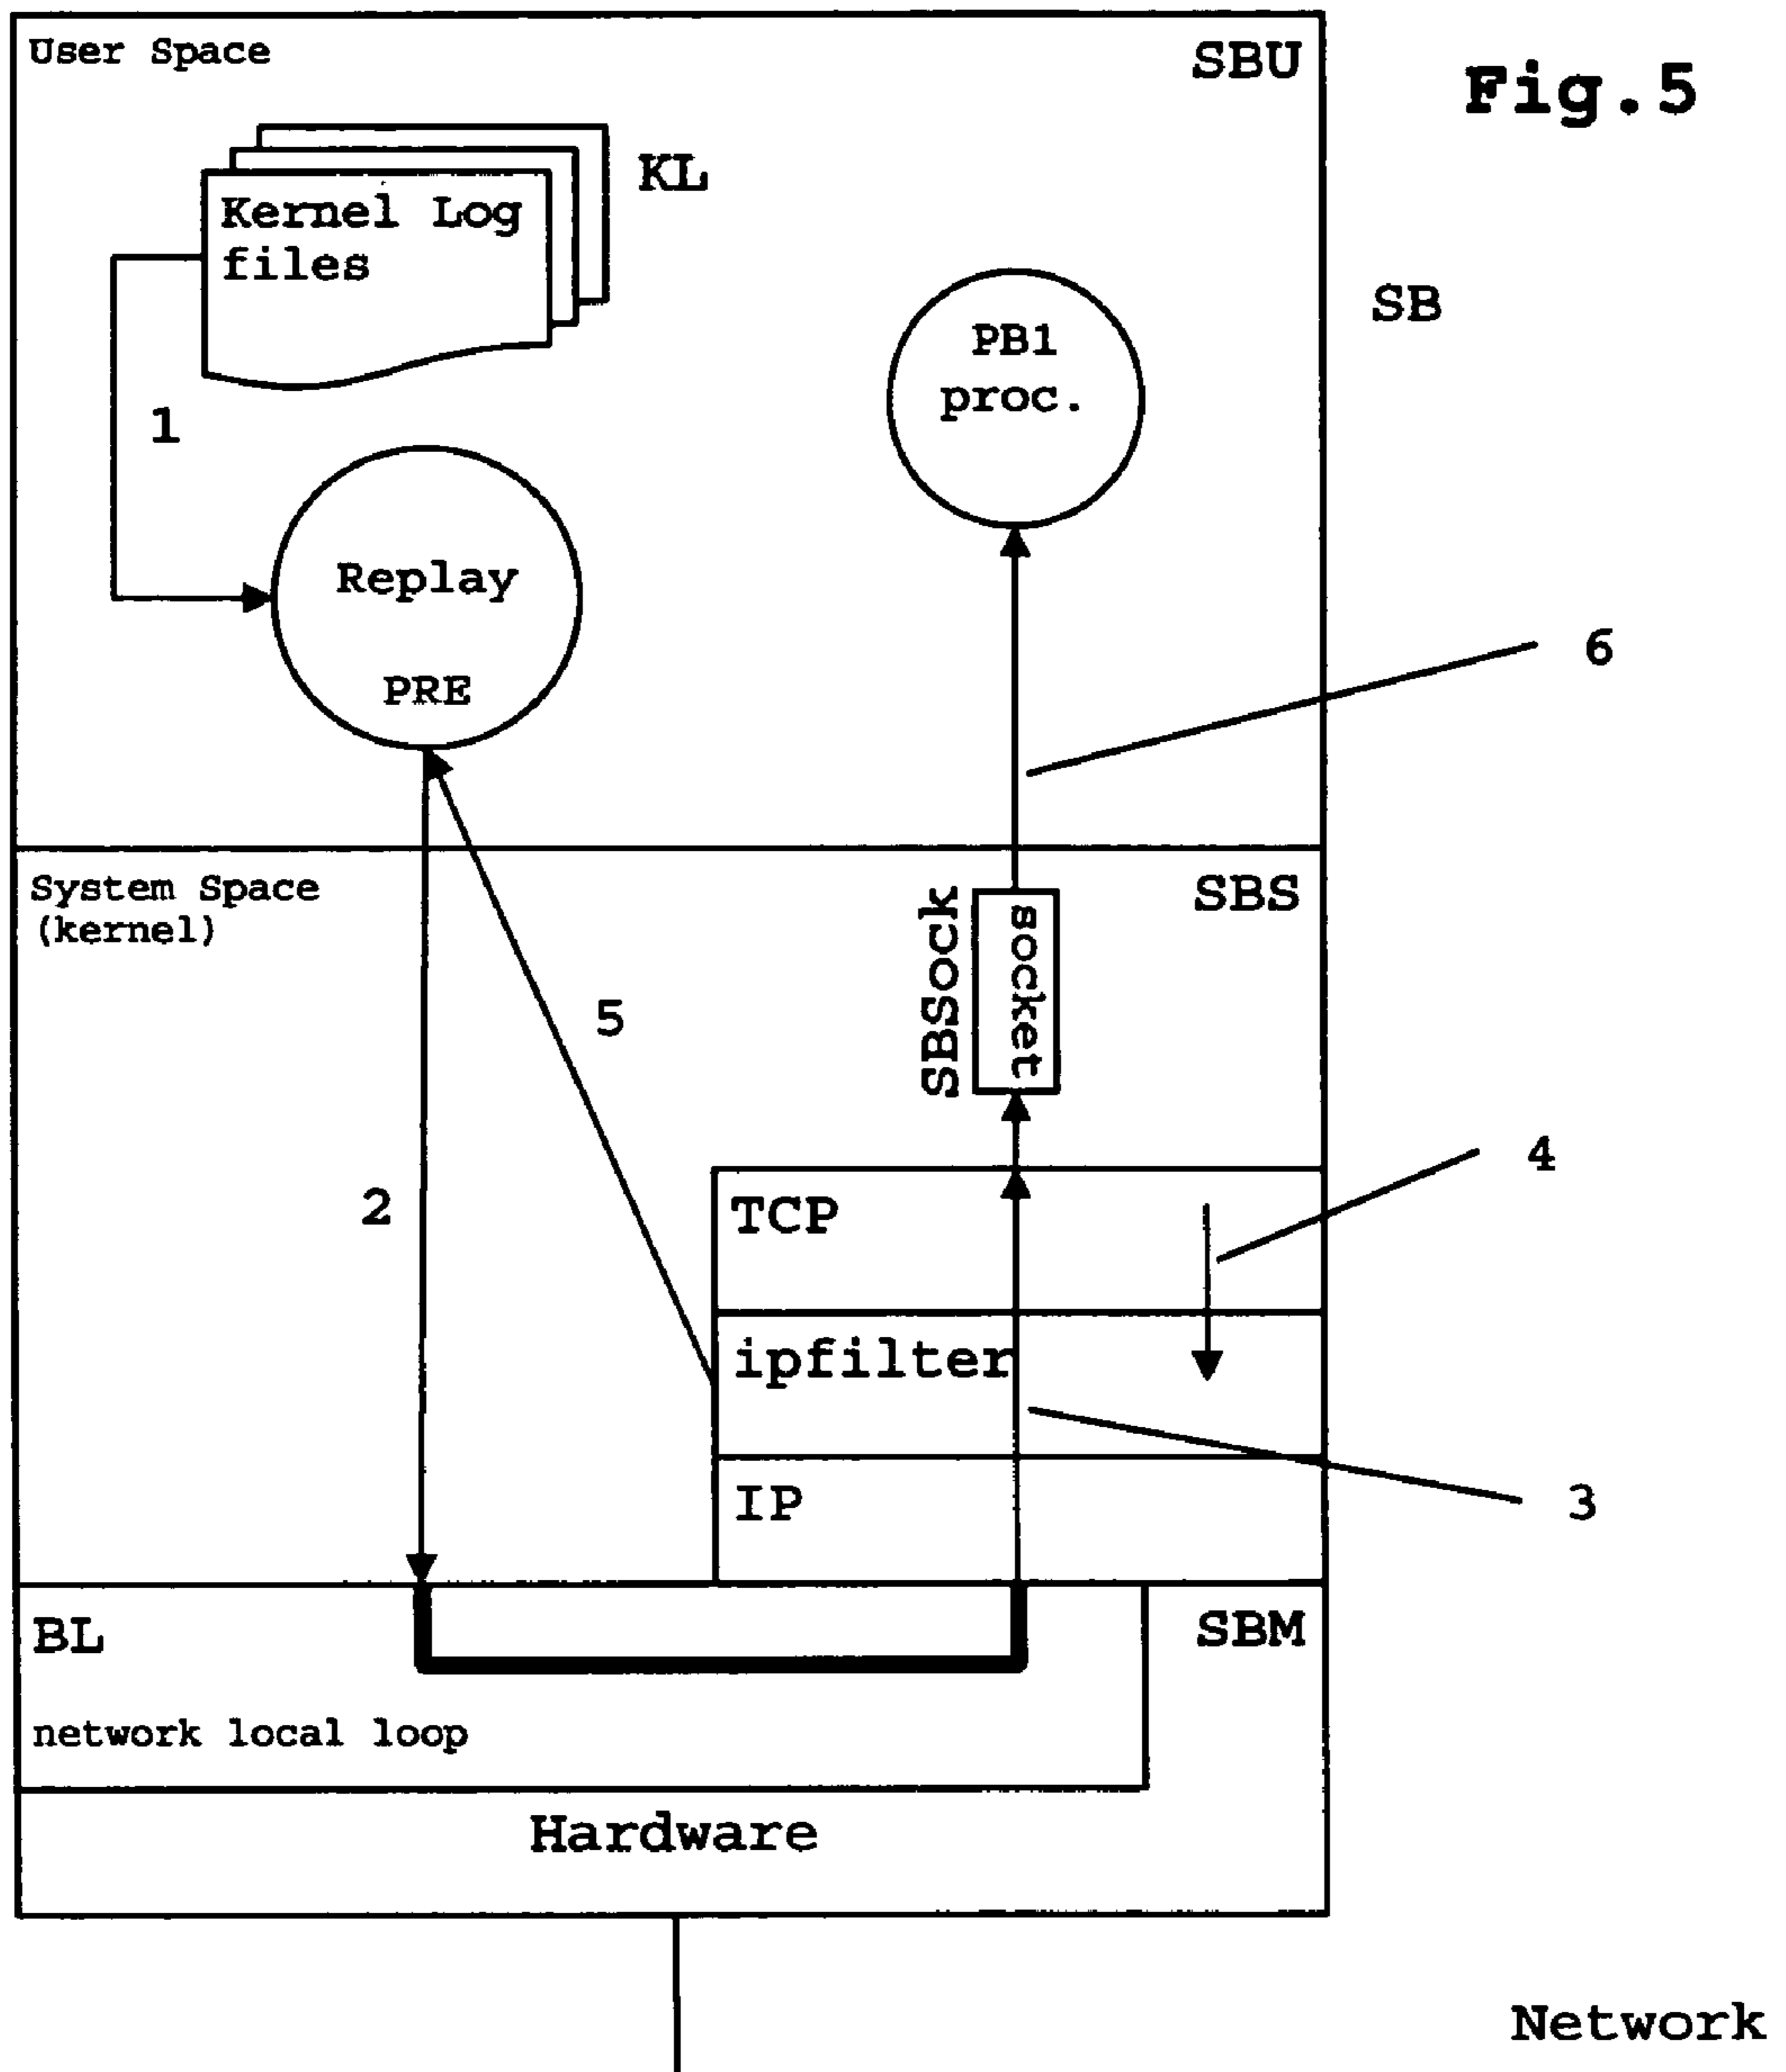 User Space
SBU
Fig.5
KL
Kernel Log
files
SB
PB1
proc.
1
Replay
PRE
6
System Space
(kernel)
SBS
SBSock
socket
5
4
2
TCP
ipfilter
3
IP
BL
SBM
network local loop
Hardware
Network